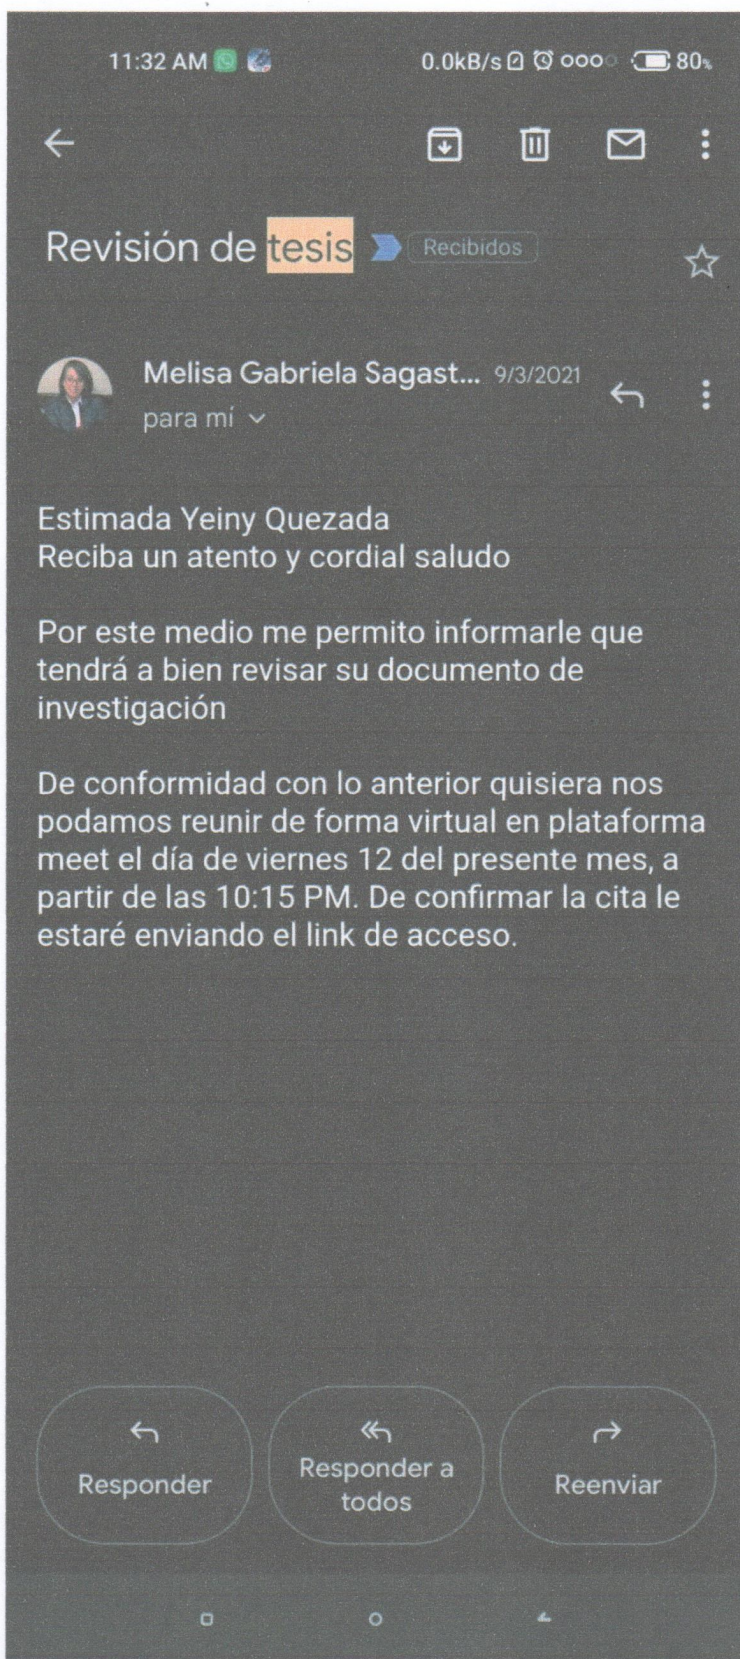 11:32 AM
0.0kB/s
80%
Revisión de tesis
Recibidos
Melisa Gabriela Sagast... 9/3/2021
para mí
Estimada Yeiny Quezada
Reciba un atento y cordial saludo
Por este medio me permito informarle que
tendrá a bien revisar su documento de
investigación
De conformidad con lo anterior quisiera nos
podamos reunir de forma virtual en plataforma
meet el día de viernes 12 del presente mes, a
partir de las 10:15 PM. De confirmar la cita le
estaré enviando el link de acceso.
Responder
Responder a
todos
Reenviar